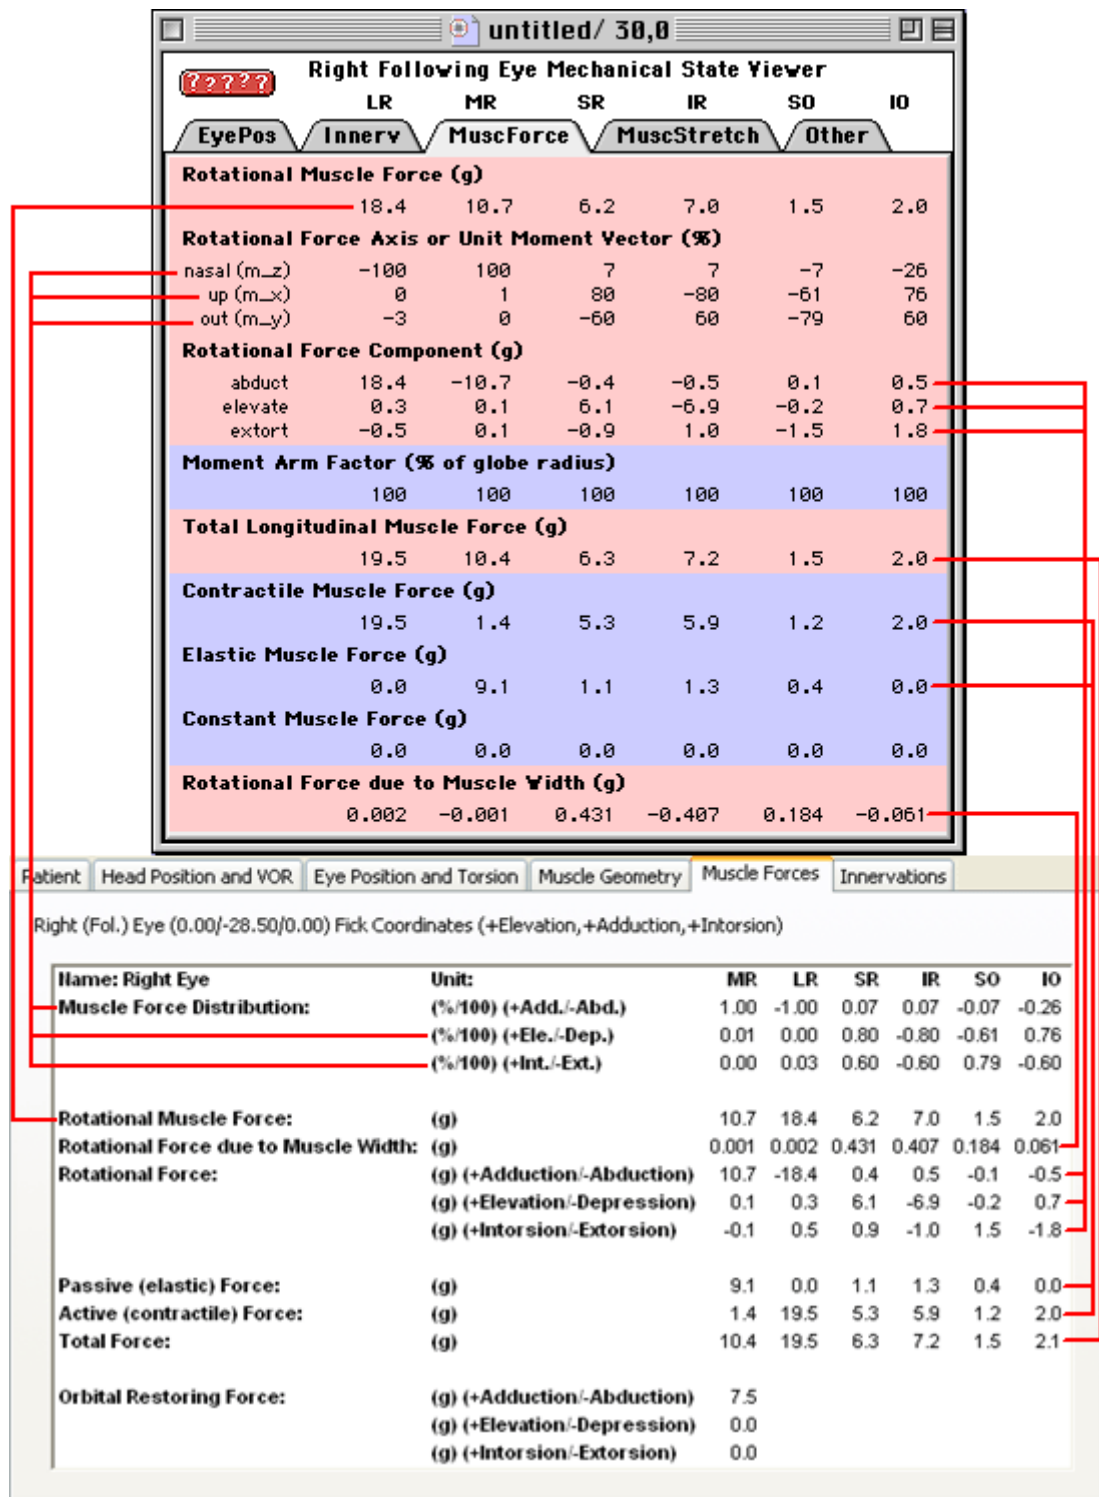 untitled/ 30,0
????? Right Following Eye Mechanical State Viewer
LR MR SR IR SO IO
EyePos Innerv MuscForce MuscStretch Other
Rotational Muscle Force (g)
18.4 10.7 6.2 7.0 1.5 2.0
Rotational Force Axis or Unit Moment Vector (%)
nasal (m_z) -100 100 7 7 -7 -26
up (m_x) 0 1 80 -80 -61 76
out (m_y) -3 0 -60 60 -79 60
Rotational Force Component (g)
abduct 18.4 -10.7 -0.4 -0.5 0.1 0.5
elevate 0.3 0.1 6.1 -6.9 -0.2 0.7
extort -0.5 0.1 -0.9 1.0 -1.5 1.8
Moment Arm Factor (% of globe radius)
100 100 100 100 100 100
Total Longitudinal Muscle Force (g)
19.5 10.4 6.3 7.2 1.5 2.0
Contractile Muscle Force (g)
19.5 1.4 5.3 5.9 1.2 2.0
Elastic Muscle Force (g)
0.0 9.1 1.1 1.3 0.4 0.0
Constant Muscle Force (g)
0.0 0.0 0.0 0.0 0.0 0.0
Rotational Force due to Muscle Width (g)
0.002 -0.001 0.431 -0.407 0.184 -0.061
Patient Head Position and VOR Eye Position and Torsion Muscle Geometry Muscle Forces Innervations
Right (Fol.) Eye (0.00/-28.50/0.00) Fick Coordinates (+Elevation,+Adduction,+Intorsion)
Name: Right Eye Unit: MR LR SR IR SO IO
Muscle Force Distribution: (%/100) (+Add./-Abd.) 1.00 -1.00 0.07 0.07 -0.07 -0.26
(%/100) (+Ele./-Dep.) 0.01 0.00 0.80 -0.80 -0.61 0.76
(%/100) (+Int./-Ext.) 0.00 0.03 0.60 -0.60 0.79 -0.60
Rotational Muscle Force: (g) 10.7 18.4 6.2 7.0 1.5 2.0
Rotational Force due to Muscle Width: (g) 0.001 0.002 0.431 0.407 0.184 0.061
Rotational Force: (g) (+Adduction/-Abduction) 10.7 -18.4 0.4 0.5 -0.1 -0.5
(g) (+Elevation/-Depression) 0.1 0.3 6.1 -6.9 -0.2 0.7
(g) (+Intorsion/-Extorsion) -0.1 0.5 0.9 -1.0 1.5 -1.8
Passive (elastic) Force: (g) 9.1 0.0 1.1 1.3 0.4 0.0
Active (contractile) Force: (g) 1.4 19.5 5.3 5.9 1.2 2.0
Total Force: (g) 10.4 19.5 6.3 7.2 1.5 2.1
Orbital Restoring Force: (g) (+Adduction/-Abduction) 7.5
(g) (+Elevation/-Depression) 0.0
(g) (+Intorsion/-Extorsion) 0.0